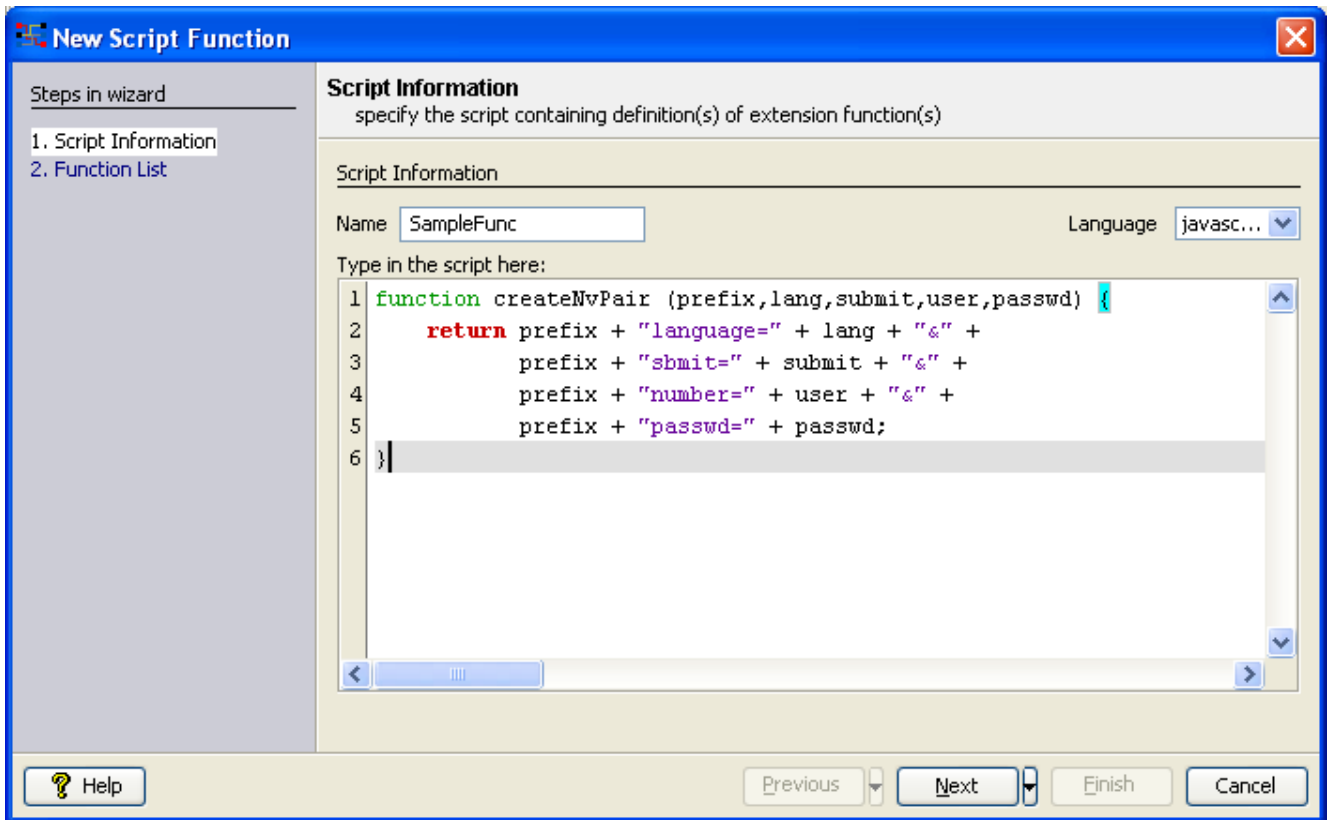 New Script Function
Steps in wizard
1. Script Information
2. Function List
Script Information
specify the script containing definition(s) of extension function(s)
Script Information
Name SampleFunc Language javasc...
Type in the script here:
1 function createNvPair (prefix,lang,submit,user,passwd) {
2 return prefix + "language=" + lang + "&" +
3 prefix + "sbmit=" + submit + "&" +
4 prefix + "number=" + user + "&" +
5 prefix + "passwd=" + passwd;
6 }
Help Previous Next Finish Cancel